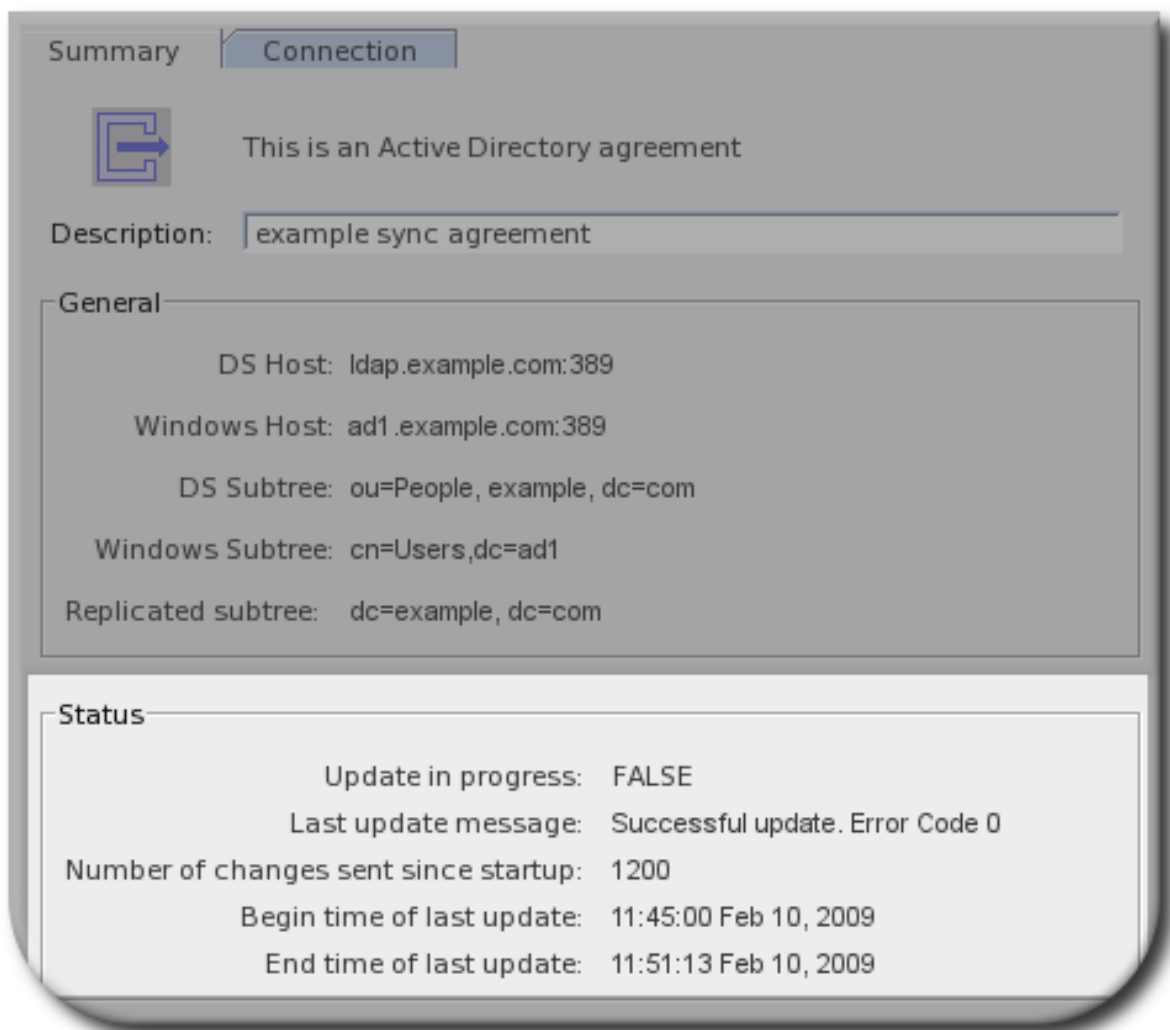 Summary Connection
This is an Active Directory agreement
Description: example sync agreement
General
DS Host: ldap.example.com:389
Windows Host: ad1.example.com:389
DS Subtree: ou=People, example, dc=com
Windows Subtree: cn=Users,dc=ad1
Replicated subtree: dc=example, dc=com
Status
Update in progress: FALSE
Last update message: Successful update. Error Code 0
Number of changes sent since startup: 1200
Begin time of last update: 11:45:00 Feb 10, 2009
End time of last update: 11:51:13 Feb 10, 2009